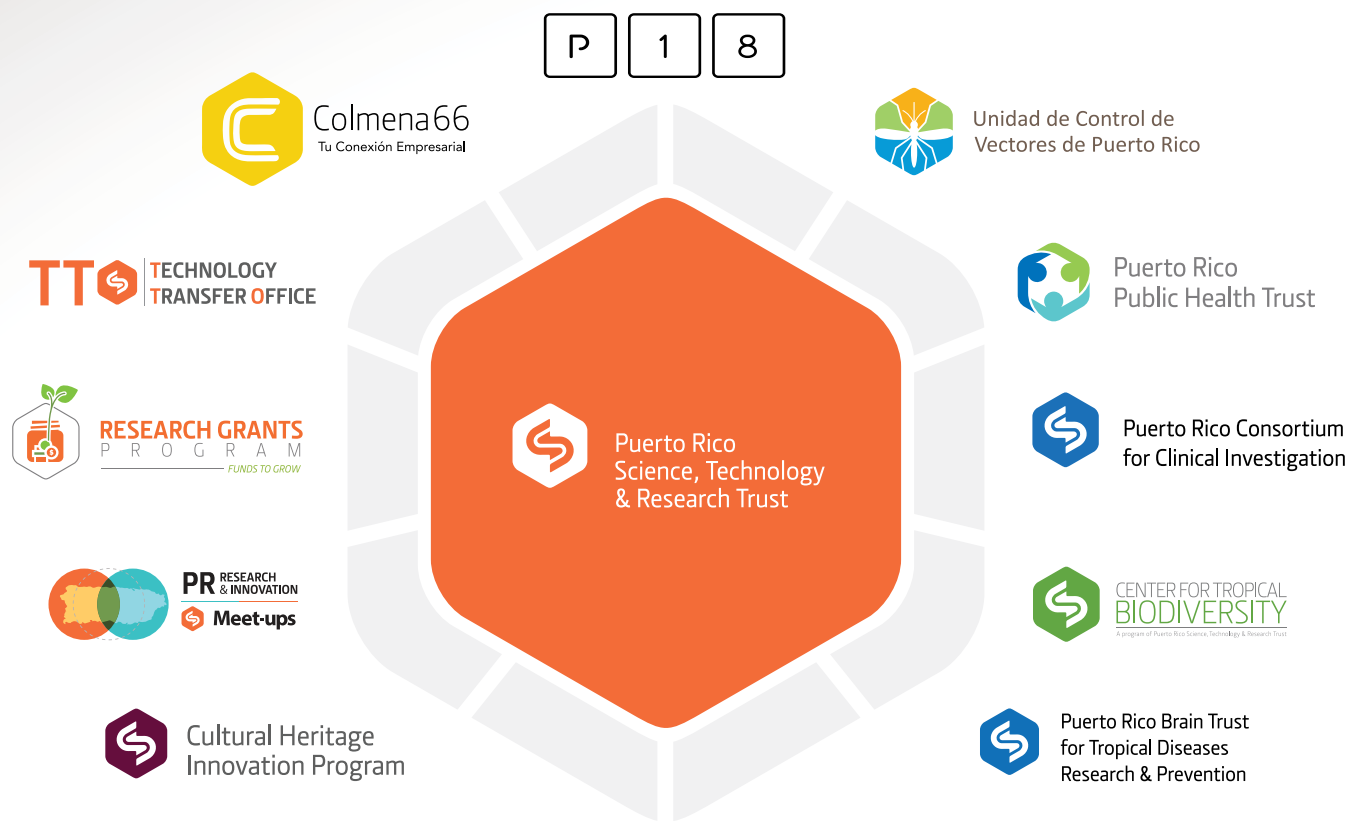 P 1 8
Colmena66
Tu Conexión Empresarial
Unidad de Control de
Vectores de Puerto Rico
TTO TECHNOLOGY
TRANSFER OFFICE
Puerto Rico
Public Health Trust
RESEARCH GRANTS
PROGRAM
FUNDS TO GROW
Puerto Rico
Science, Technology
& Research Trust
Puerto Rico Consortium
for Clinical Investigation
PR RESEARCH
& INNOVATION
Meet-ups
CENTER FOR TROPICAL
BIODIVERSITY
A program of Puerto Rico Science, Technology & Research Trust
Cultural Heritage
Innovation Program
Puerto Rico Brain Trust
for Tropical Diseases
Research & Prevention